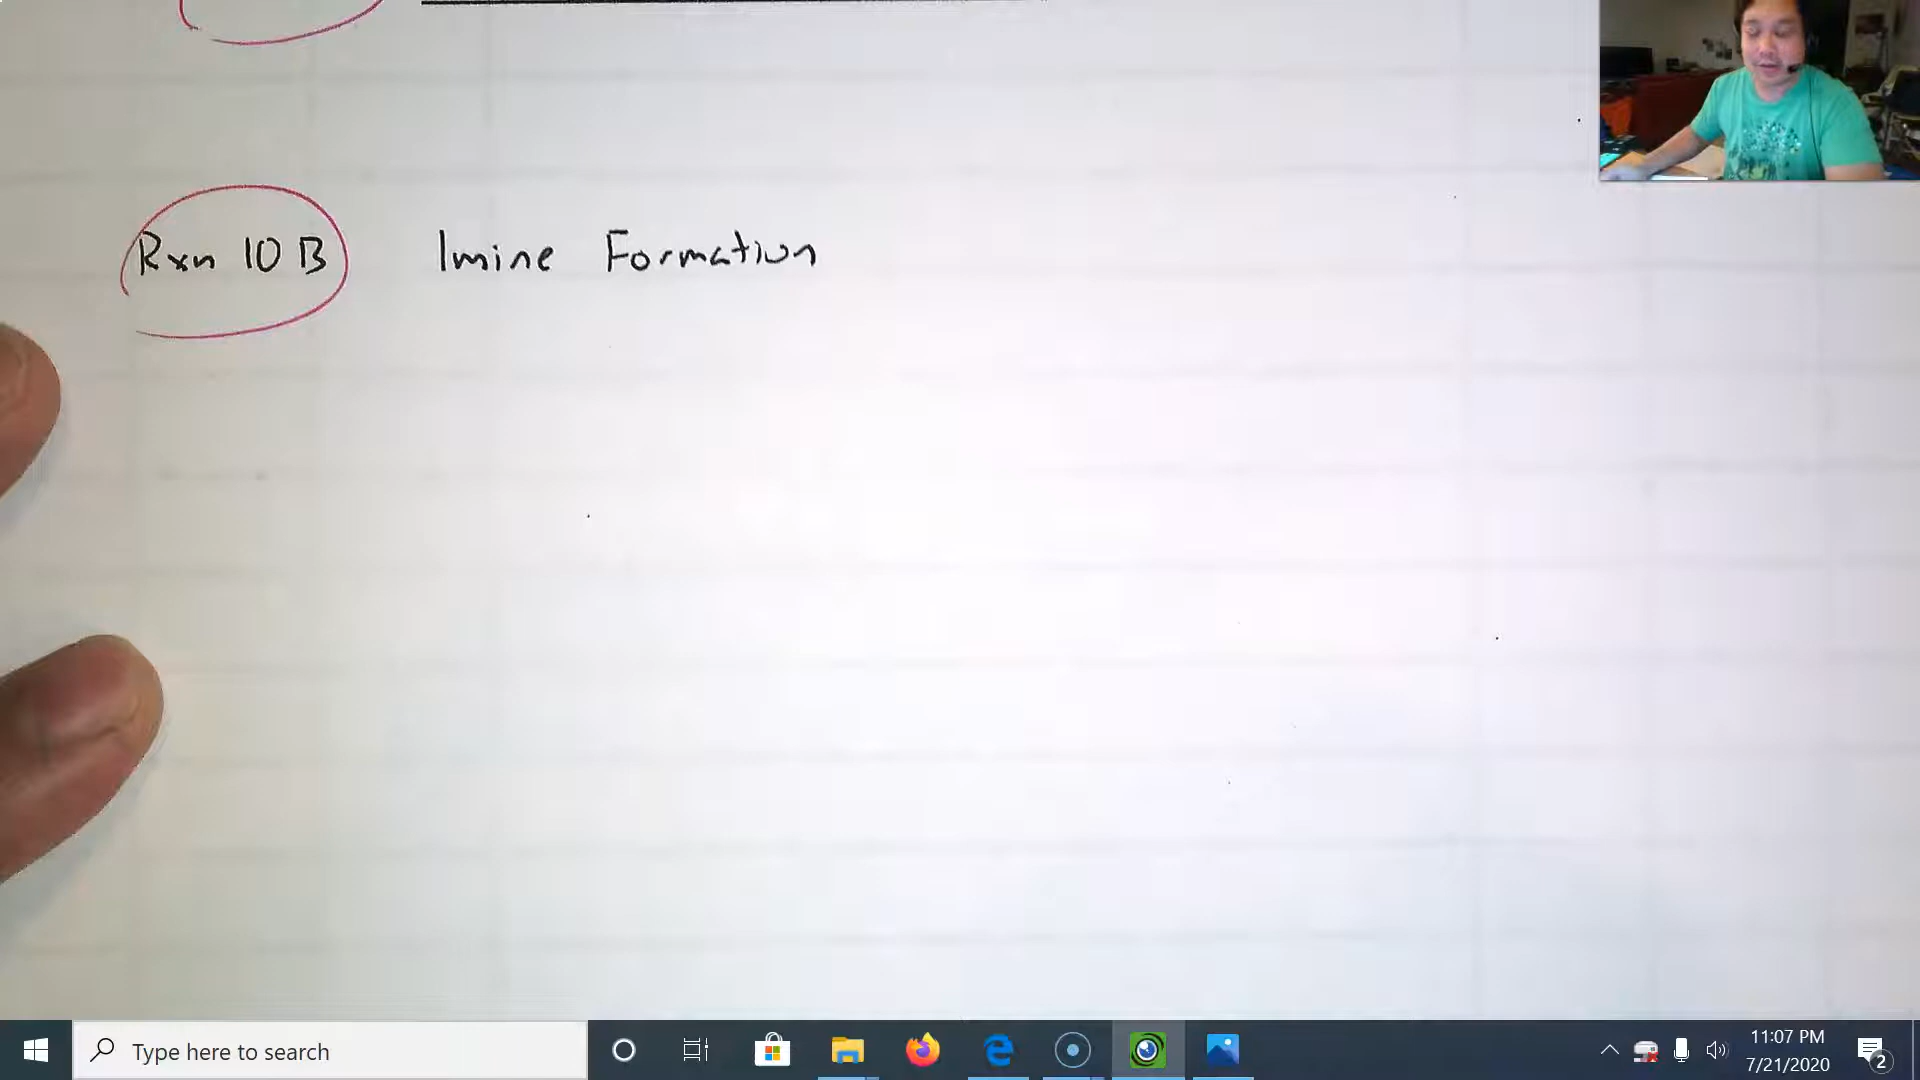 Rxn 10 B Imine Formation
Type here to search
11:07 PM
7/21/2020
2